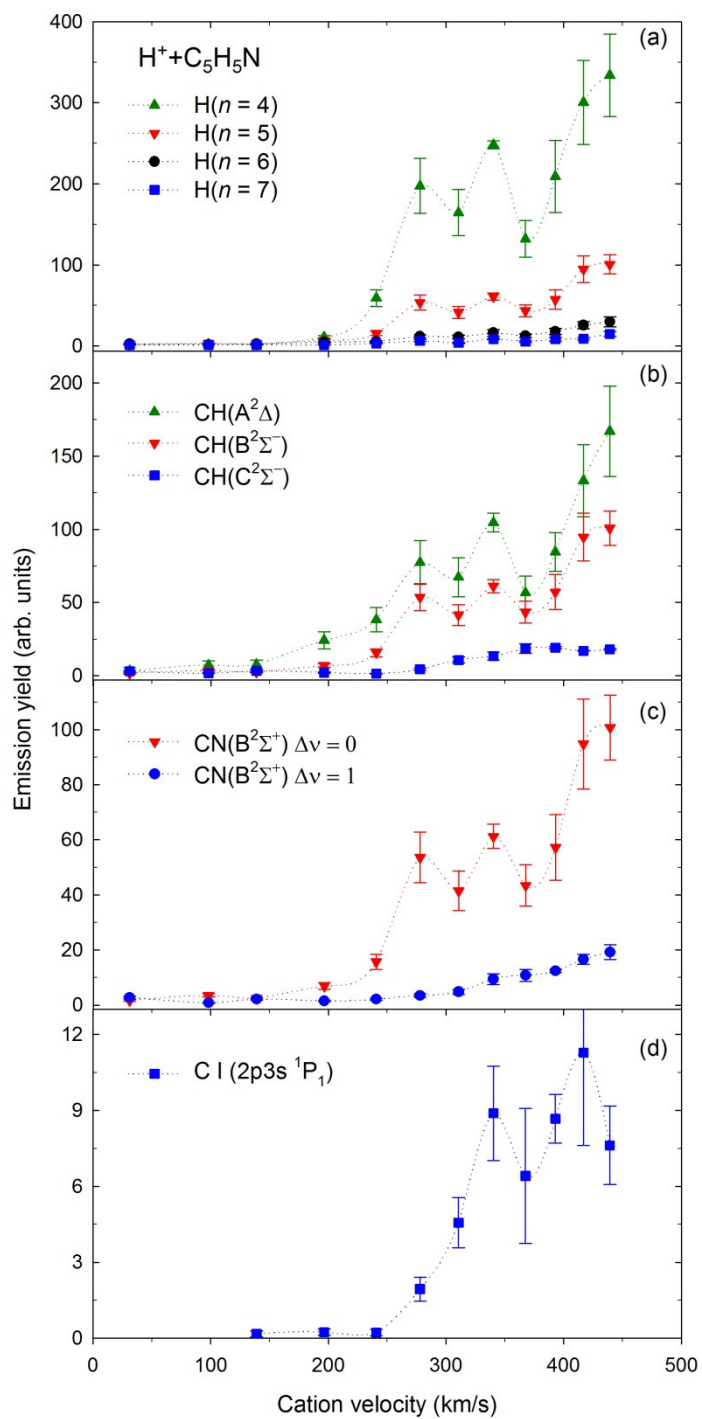 Emission yield (arb. units)
(a)
H⁺+C₅H₅N
H(n = 4)
H(n = 5)
H(n = 6)
H(n = 7)
400
300
200
100
0
(b)
CH(A²Δ)
CH(B²Σ⁻)
CH(C²Σ⁻)
200
150
100
50
0
(c)
CN(B²Σ⁺) Δν = 0
CN(B²Σ⁺) Δν = 1
100
80
60
40
20
0
(d)
C I (2p3s ¹P₁)
12
9
6
3
0
0 100 200 300 400 500
Cation velocity (km/s)